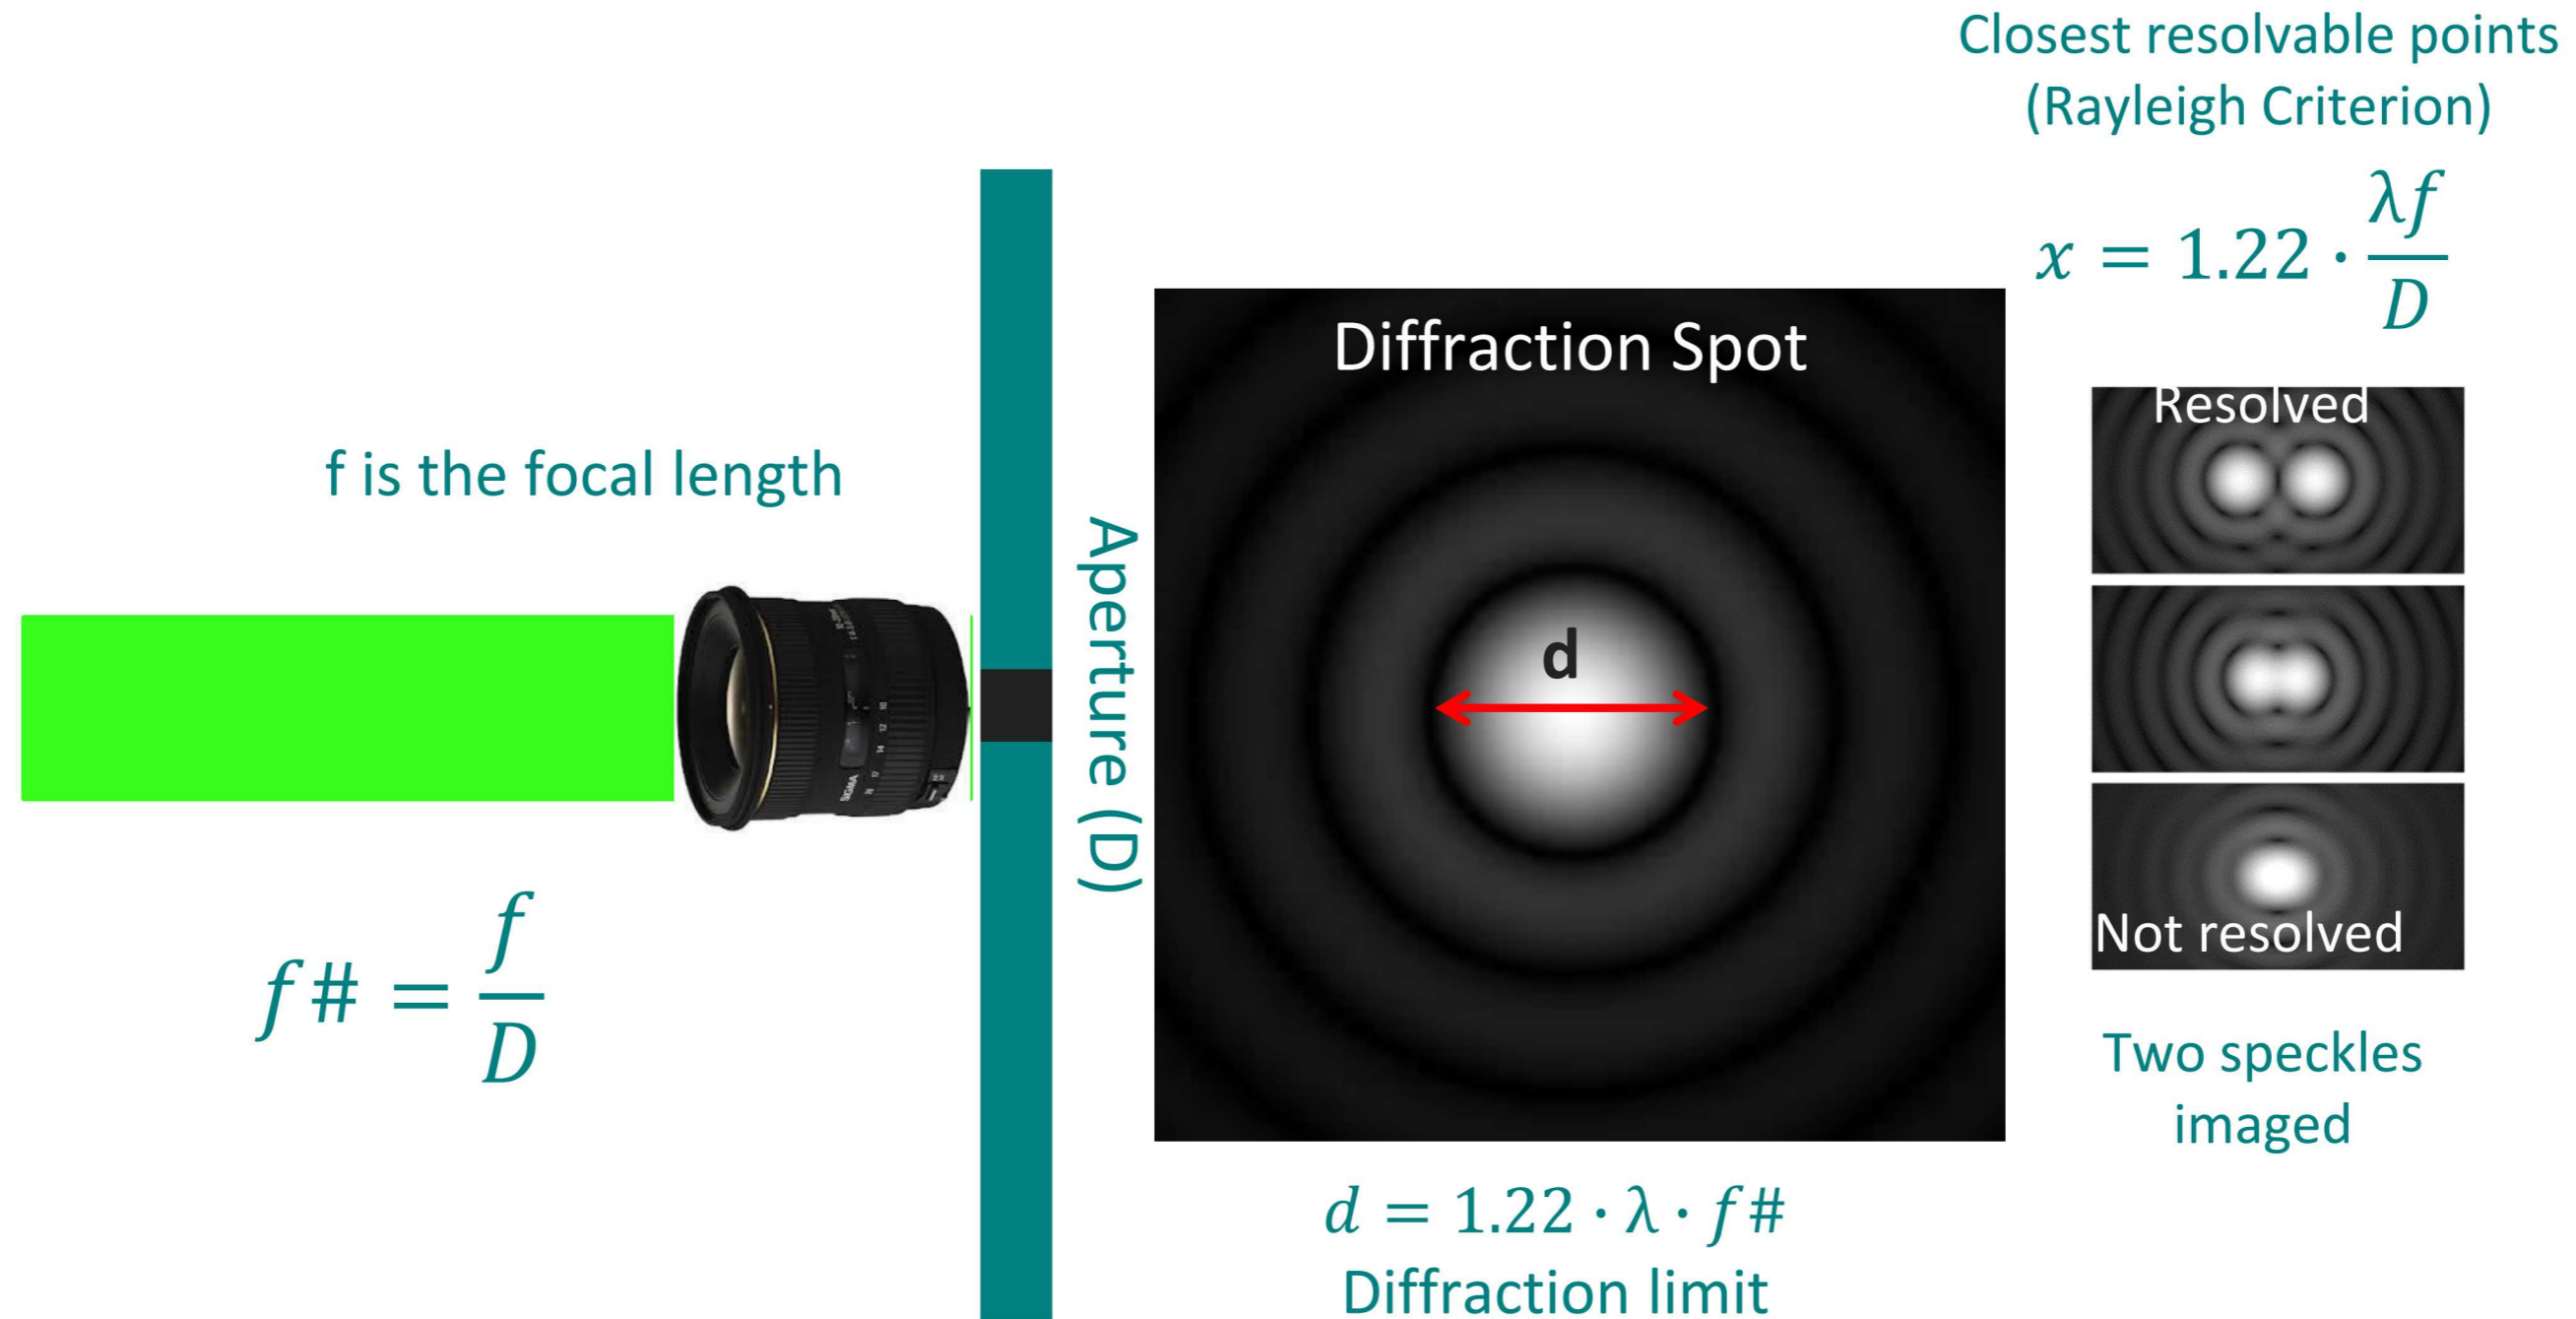 Closest resolvable points
(Rayleigh Criterion)
x = 1.22 · λf / D
Diffraction Spot
Resolved
f is the focal length
Aperture (D)
d
SIGMA
f# = f / D
Not resolved
Two speckles
imaged
d = 1.22 · λ · f#
Diffraction limit